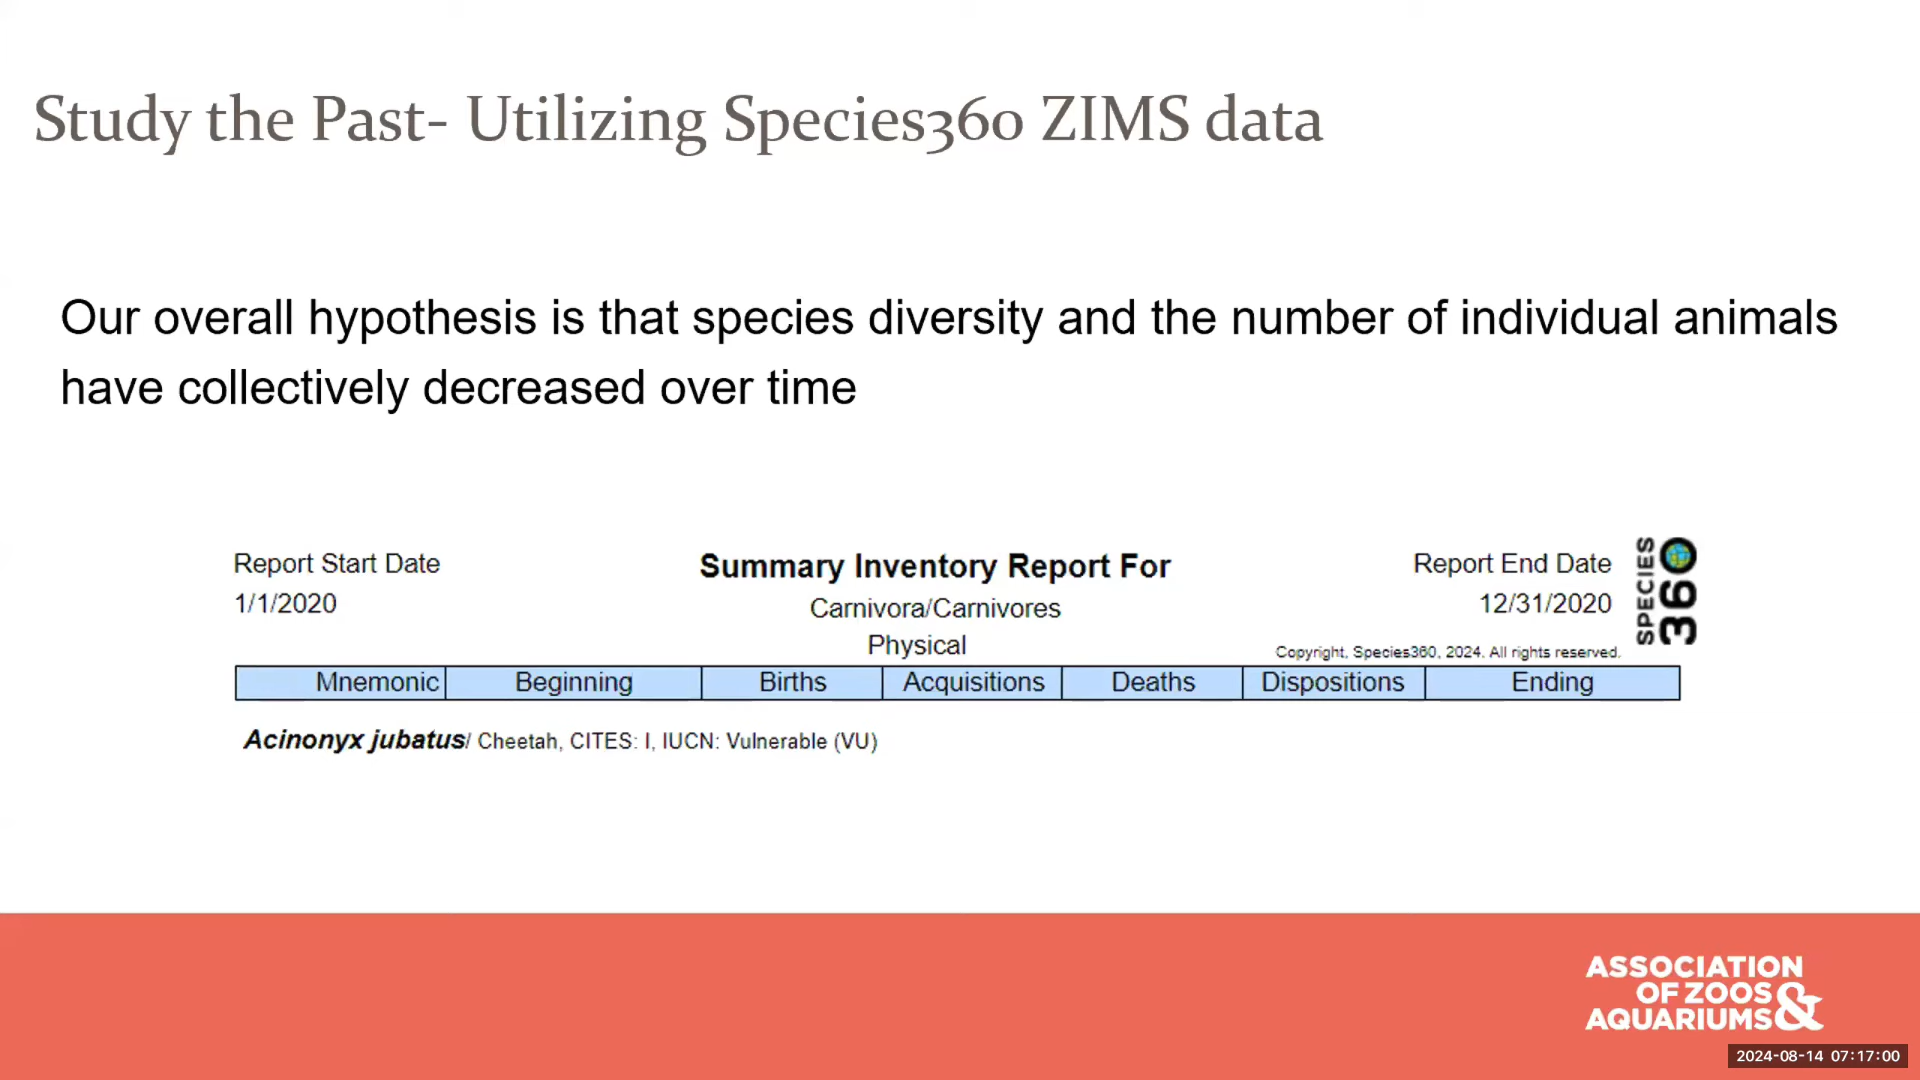 Study the Past- Utilizing Species360 ZIMS data
Our overall hypothesis is that species diversity and the number of individual animals
have collectively decreased over time
Report Start Date
1/1/2020
Summary Inventory Report For
Carnivora/Carnivores
Physical
Report End Date
12/31/2020
SPECIES
360
Copyright, Species360, 2024. All rights reserved.
Mnemonic Beginning Births Acquisitions Deaths Dispositions Ending
Acinonyx jubatus/ Cheetah, CITES: I, IUCN: Vulnerable (VU)
ASSOCIATION
OF ZOOS &
AQUARIUMS
2024-08-14 07:17:00